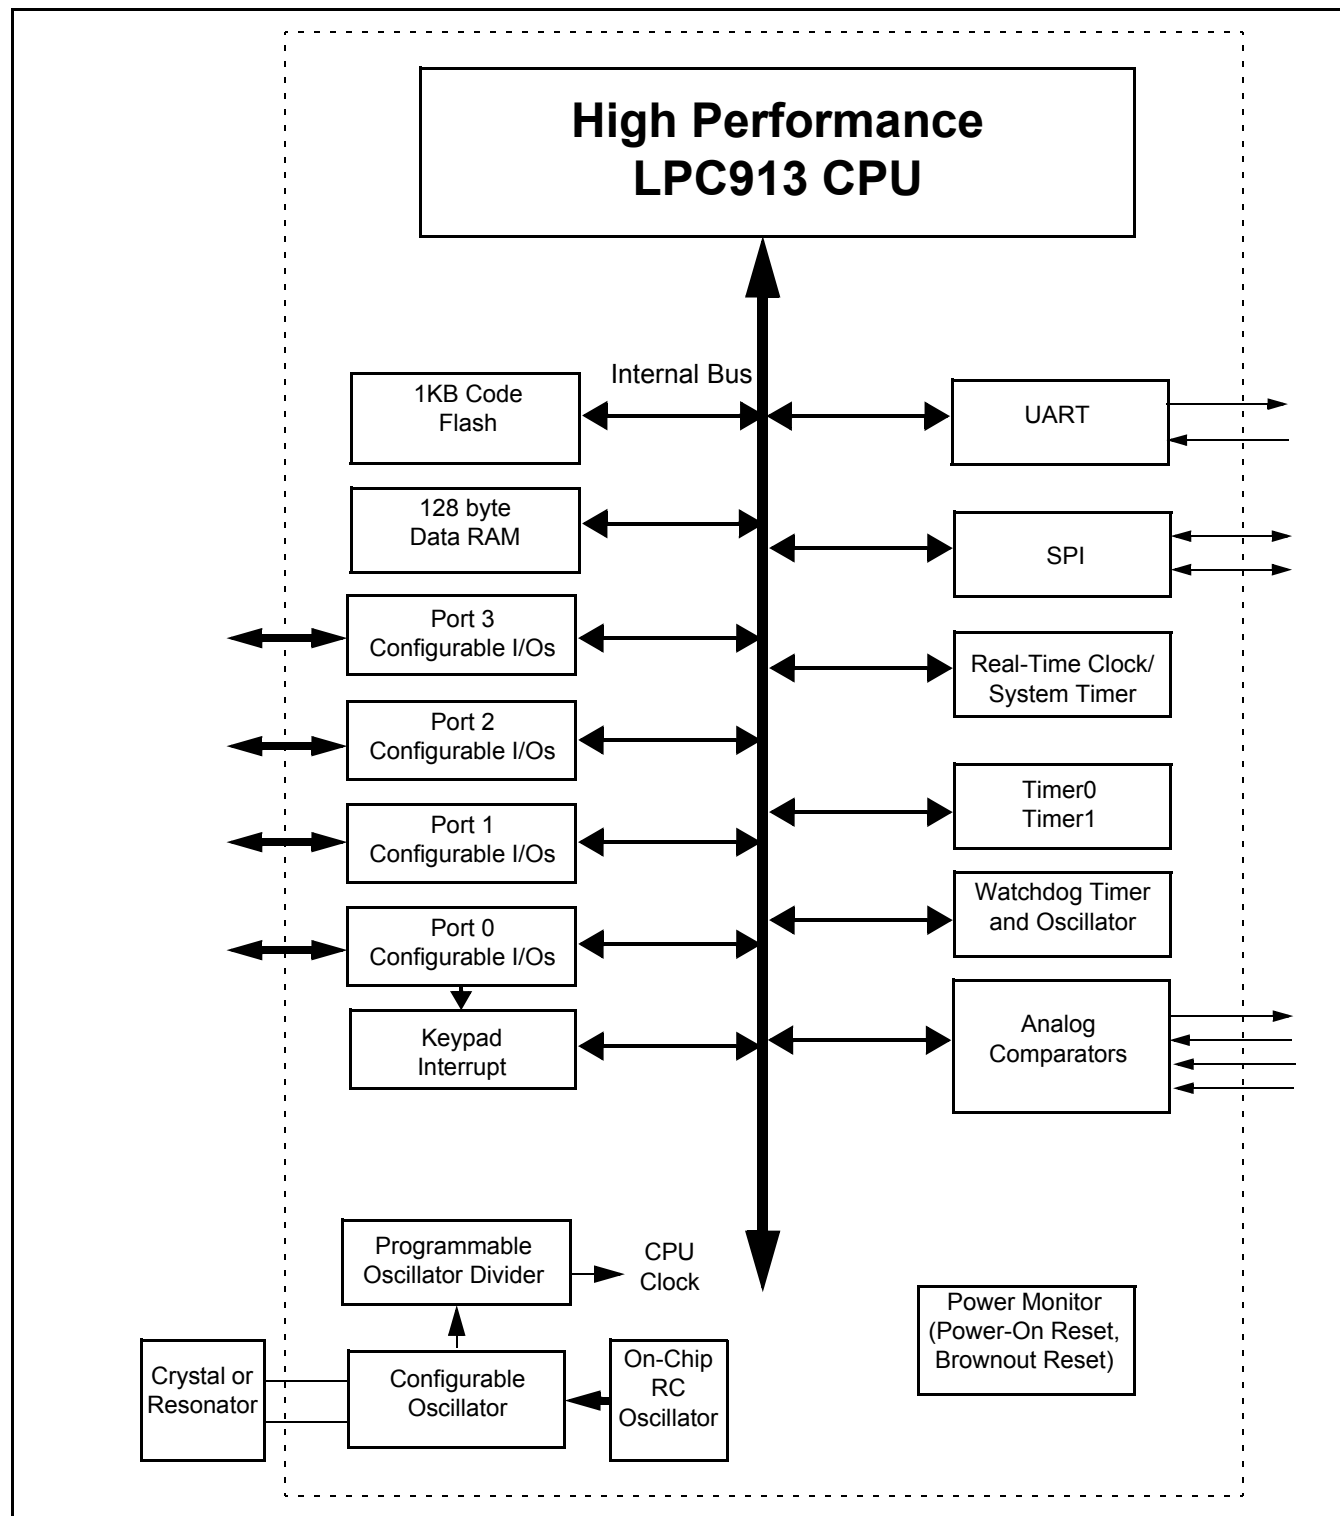 High Performance
LPC913 CPU
Internal Bus
1KB Code
Flash
UART
128 byte
Data RAM
SPI
Port 3
Configurable I/Os
Real-Time Clock/
System Timer
Port 2
Configurable I/Os
Timer0
Timer1
Port 1
Configurable I/Os
Watchdog Timer
and Oscillator
Port 0
Configurable I/Os
Keypad
Interrupt
Analog
Comparators
Programmable
Oscillator Divider
CPU
Clock
Power Monitor
(Power-On Reset,
Brownout Reset)
Crystal or
Resonator
Configurable
Oscillator
On-Chip
RC
Oscillator